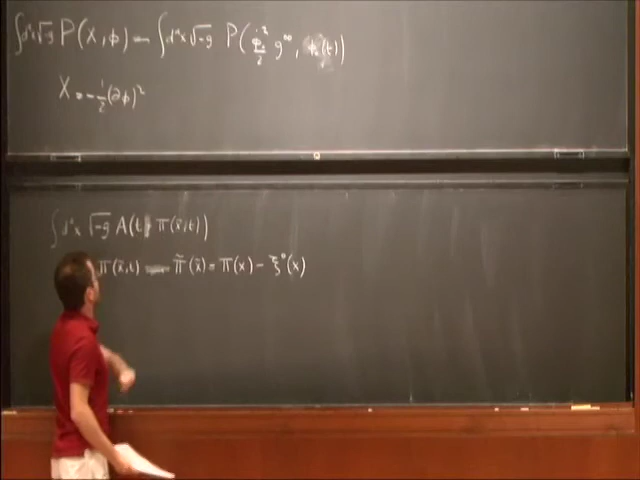 ∫d⁴x√-g P(X,φ) = ∫d⁴x√-g P(φ̇₀²/2 g⁰⁰, φ₀(t))
X = -1/2(∂φ)²
∫d⁴x √-g A(t + π(x⃗,t))
π(x⃗,t) → π̃(x̃) = π(x) - ξ⁰(x)